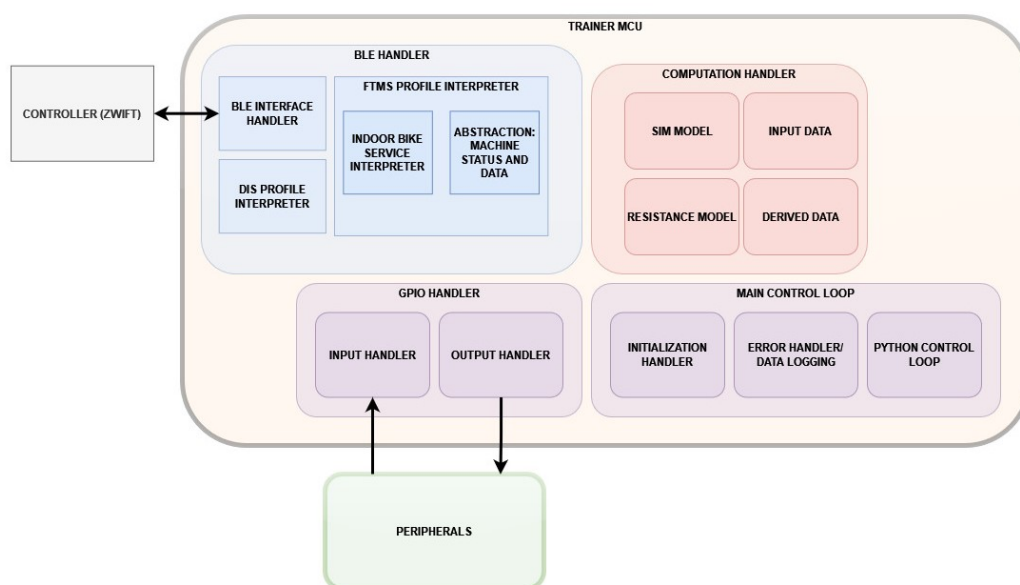 TRAINER MCU
BLE HANDLER
CONTROLLER (ZWIFT)
BLE INTERFACE
HANDLER
DIS PROFILE
INTERPRETER
FTMS PROFILE INTERPRETER
INDOOR BIKE
SERVICE
INTERPRETER
ABSTRACTION:
MACHINE
STATUS AND
DATA
COMPUTATION HANDLER
SIM MODEL
INPUT DATA
RESISTANCE MODEL
DERIVED DATA
GPIO HANDLER
INPUT HANDLER
OUTPUT HANDLER
MAIN CONTROL LOOP
INITIALIZATION
HANDLER
ERROR HANDLER/
DATA LOGGING
PYTHON CONTROL
LOOP
PERIPHERALS